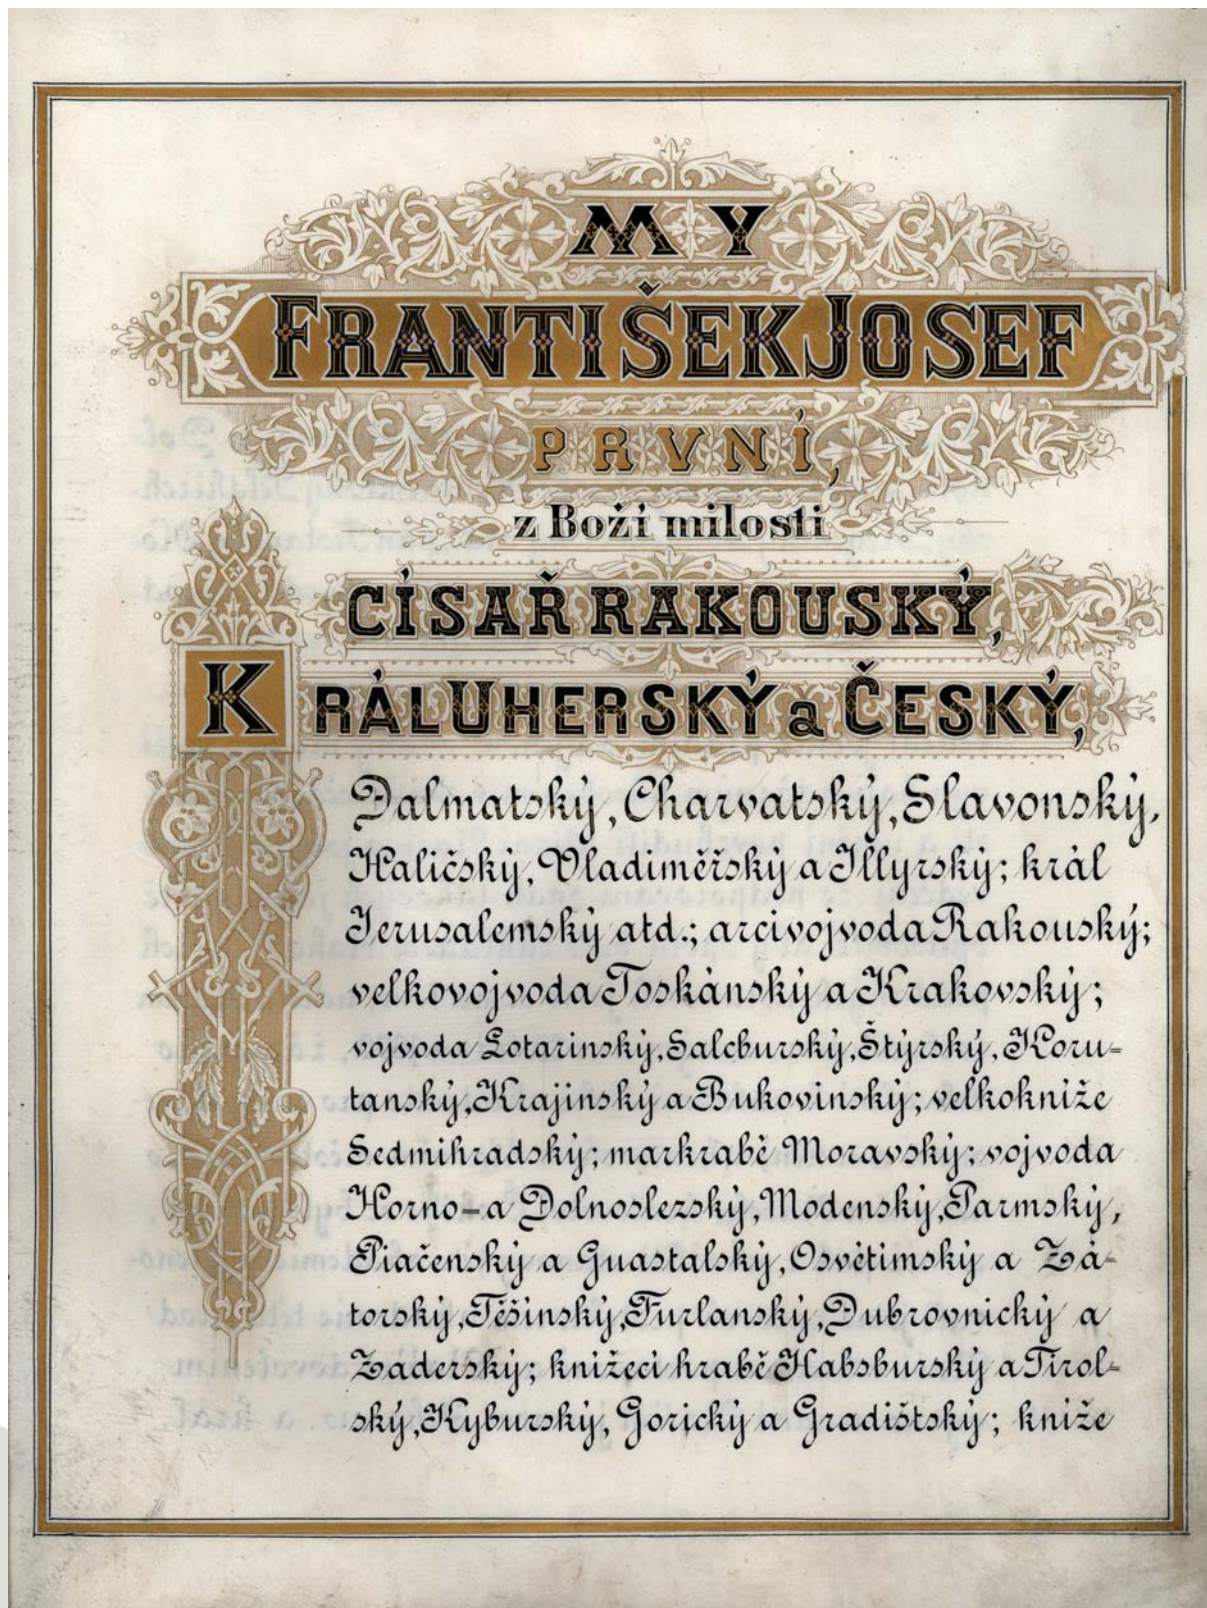 MY
FRANTIŠEK JOSEF
PRVNÍ,
z Boží milosti
CÍSAŘ RAKOUSKÝ,
KRÁL UHERSKÝ a ČESKÝ,
Dalmatský, Charvatský, Slavonský,
Haličský, Vladiměřský a Illyrský; král
Jerusalemský atd.; arcivojvoda Rakouský;
velkovojvoda Toskánský a Krakovský;
vojvoda Lotarinský, Salcburský, Štýrský, Koru-
tanský, Krajinský a Bukovinský; velkokníže
Sedmihradský; markrabě Moravský; vojvoda
Horno- a Dolnoslezský, Modenský, Parmský,
Piačenský a Guastalský, Osvětimský a Zá-
torský, Těšínský, Furlanský, Dubrovnický a
Zaderský; knížecí hrabě Habsburský a Tirol-
ský, Kyburský, Gorický a Gradištský; kníže